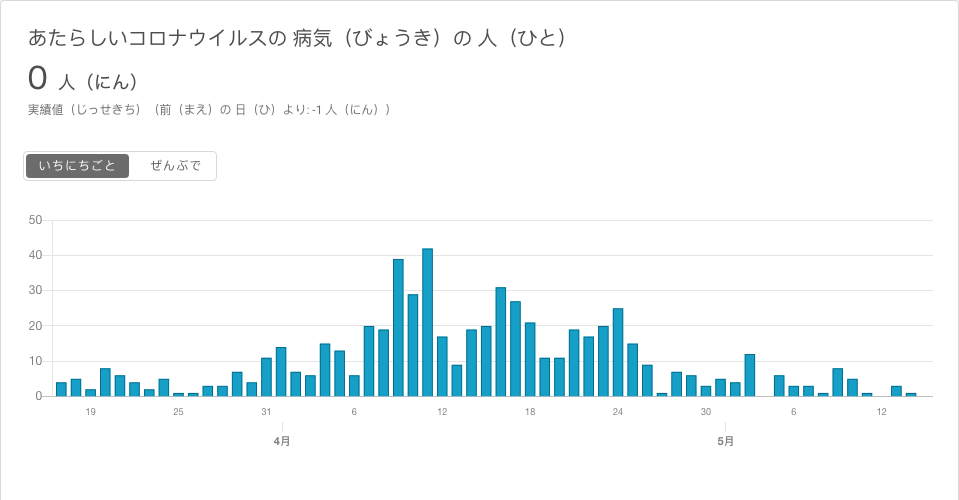 あたらしいコロナウイルスの 病気（びょうき）の 人（ひと）
0 人（にん）
実績値（じっせきち）（前（まえ）の 日（ひ）より: -1 人（にん））
いちにちごと ぜんぶで
50
40
30
20
10
0
19 25 31 6 12 18 24 30 6 12
4月 5月